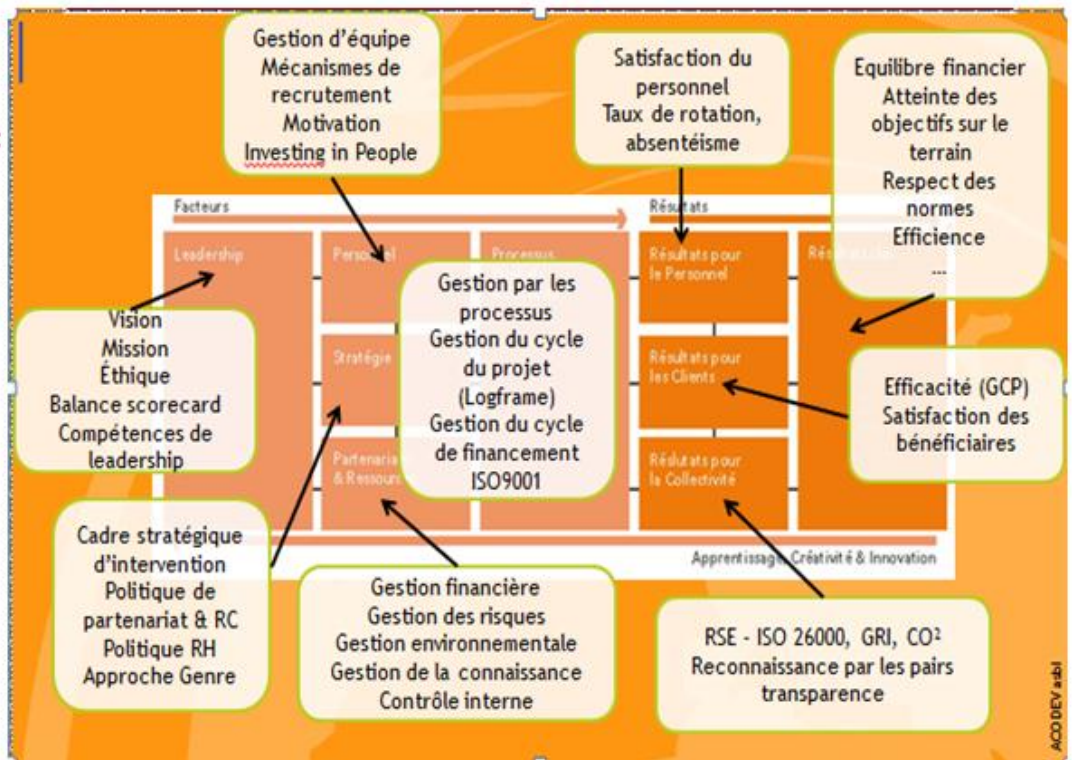 Gestion d'équipe
Mécanismes de
recrutement
Motivation
Investing in People
Satisfaction du
personnel
Taux de rotation,
absentéisme
Equilibre financier
Atteinte des
objectifs sur le
terrain
Respect des
normes
Efficience
...
Facteurs
Résultats
Leadership
Personnel
Processus
Résultats pour
le Personnel
Gestion par les
processus
Gestion du cycle
du projet
(Logframe)
Gestion du cycle
de financement
ISO9001
Vision
Mission
Éthique
Balance scorecard
Compétences de
leadership
Stratégie
Résultats pour
les Clients
Efficacité (GCP)
Satisfaction des
bénéficiaires
Réslutats pour
la Collectivité
Cadre stratégique
d'intervention
Politique de
partenariat & RC
Politique RH
Approche Genre
Apprentissage, Créativité & Innovation
Gestion financière
Gestion des risques
Gestion environnementale
Gestion de la connaissance
Contrôle interne
RSE - ISO 26000, GRI, CO²
Reconnaissance par les pairs
transparence
ACODEV asbl